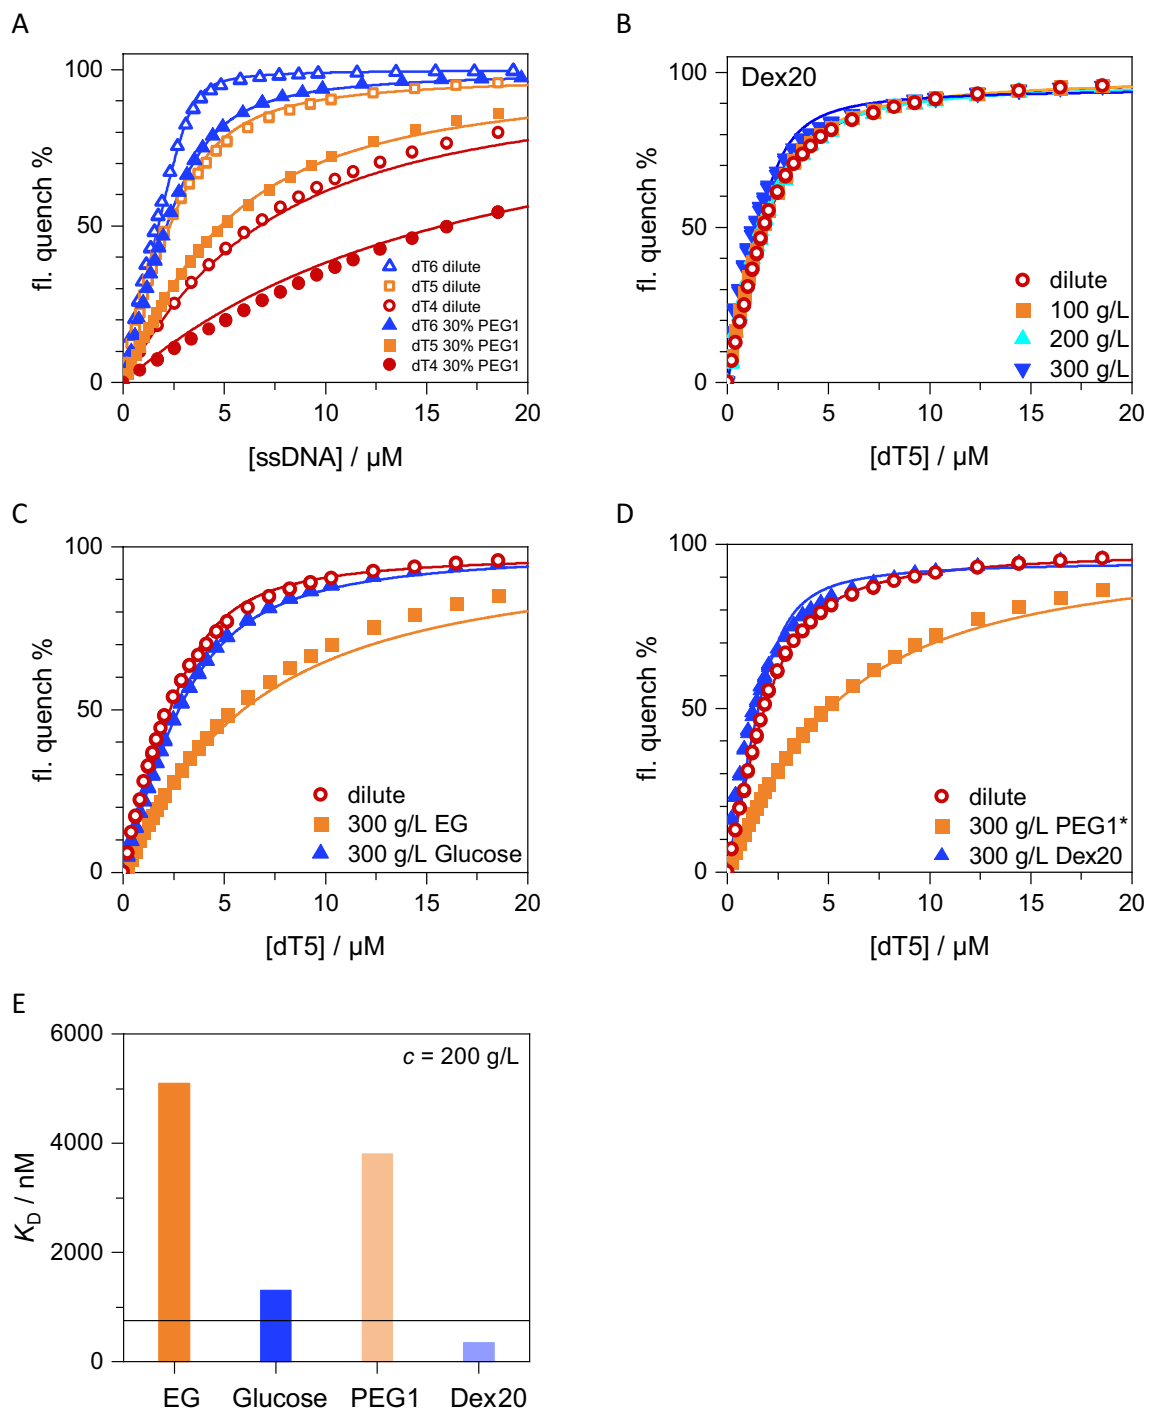 A
fl. quench %
100
50
0
0 5 10 15 20
[ssDNA] / µM
dT6 dilute
dT5 dilute
dT4 dilute
dT6 30% PEG1
dT5 30% PEG1
dT4 30% PEG1
B
Dex20
fl. quench %
100
50
0
0 5 10 15 20
[dT5] / µM
dilute
100 g/L
200 g/L
300 g/L
C
fl. quench %
100
50
0
0 5 10 15 20
[dT5] / µM
dilute
300 g/L EG
300 g/L Glucose
D
fl. quench %
100
50
0
0 5 10 15 20
[dT5] / µM
dilute
300 g/L PEG1*
300 g/L Dex20
E
K_D / nM
6000
4000
2000
0
c = 200 g/L
EG Glucose PEG1 Dex20